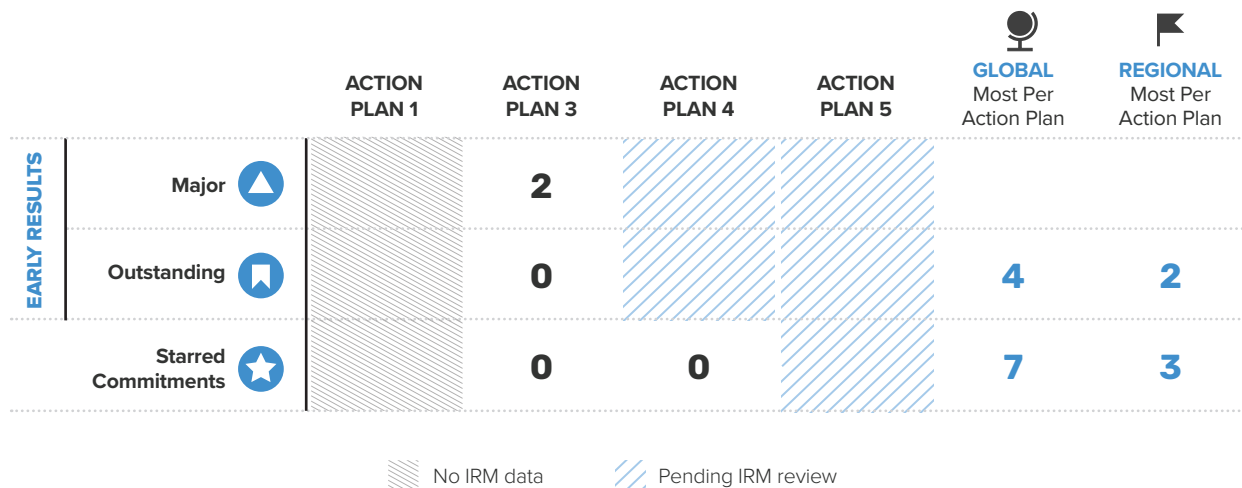 ACTION
PLAN 1
ACTION
PLAN 3
ACTION
PLAN 4
ACTION
PLAN 5
GLOBAL
Most Per
Action Plan
REGIONAL
Most Per
Action Plan
EARLY RESULTS
Major
2
Outstanding
0
4
2
Starred
Commitments
0
0
7
3
No IRM data
Pending IRM review